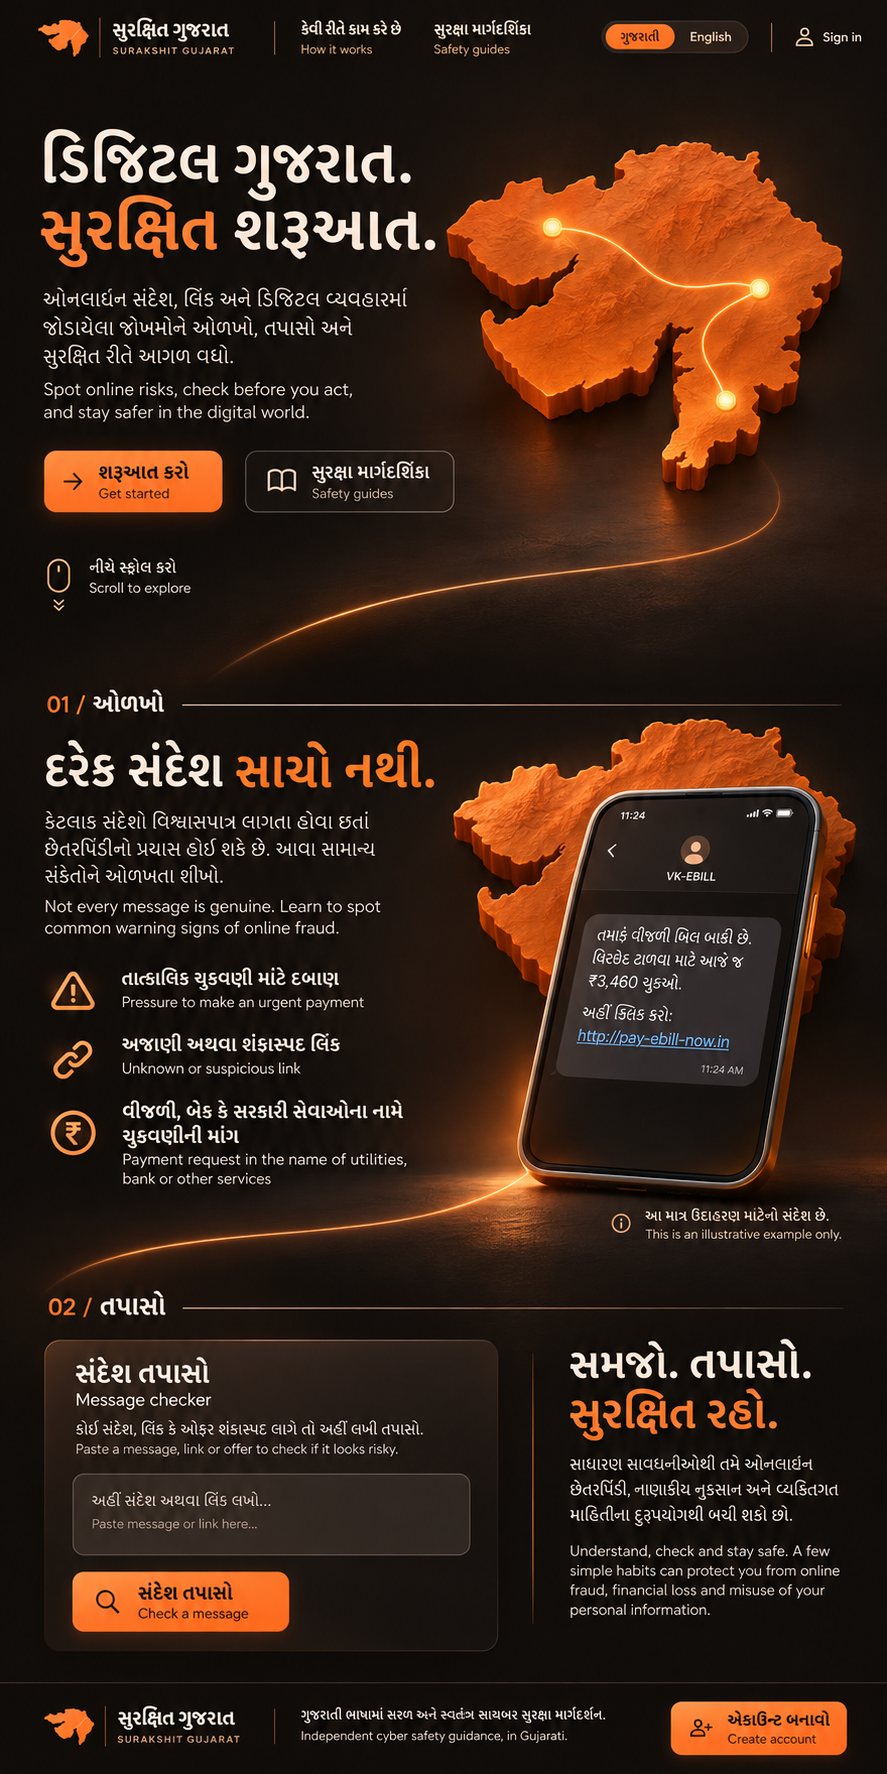 સુરક્ષિત ગુજરાત
SURAKSHIT GUJARAT
કેવી રીતે કામ કરે છે
How it works
સુરક્ષા માર્ગદર્શિકા
Safety guides
ગુજરાતી
English
Sign in
ડિજિટલ ગુજરાત.
સુરક્ષિત શરૂઆત.
ઓનલાઇન સંદેશ, લિંક અને ડિજિટલ વ્યવહારમાં
જોડાયેલા જોખમોને ઓળખો, તપાસો અને
સુરક્ષિત રીતે આગળ વધો.
Spot online risks, check before you act,
and stay safer in the digital world.
શરૂઆત કરો
Get started
સુરક્ષા માર્ગદર્શિકા
Safety guides
નીચે સ્ક્રોલ કરો
Scroll to explore
01 / ઓળખો
દરેક સંદેશ સાચો નથી.
કેટલાક સંદેશો વિશ્વાસપાત્ર લાગતા હોવા છતાં
છેતરપિંડીનો પ્રયાસ હોઈ શકે છે. આવા સામાન્ય
સંકેતોને ઓળખતા શીખો.
Not every message is genuine. Learn to spot
common warning signs of online fraud.
તાત્કાલિક ચુકવણી માંટે દબાણ
Pressure to make an urgent payment
અજાણી અથવા શંકાસ્પદ લિંક
Unknown or suspicious link
વીજળી, બેક કે સરકારી સેવાઓના નામે
ચુકવણીની માંગ
Payment request in the name of utilities,
bank or other services
11:24
VK-EBILL
વીજળી બિલ બાકી છે.
ટાળવા માટે આજે જ
₹3,460 ચુકઓ.
અહીં ક્લિક કરો:
http://pay-ebill-now.in
11:24 AM
આ માત્ર ઉદાહરણ માંટેનો સંદેશ છે.
This is an illustrative example only.
02 / તપાસો
સંદેશ તપાસો
Message checker
કોઈ સંદેશ, લિંક કે ઓફર શંકાસ્પદ લાગે તો અહીં લખી તપાસો.
Paste a message, link or offer to check if it looks risky.
અહીં સંદેશ અથવા લિંક લખો...
Paste message or link here...
સંદેશ તપાસો
Check a message
સમજો. તપાસો.
સુરક્ષિત રહો.
સાધારણ સાવધનીઓથી તમે ઓનલાઇન
છેતરપિંડી, નાણાકીય નુકસાન અને વ્યક્તિગત
માહિતીના દુરૂપયોગથી બચી શકો છો.
Understand, check and stay safe. A few
simple habits can protect you from online
fraud, financial loss and misuse of your
personal information.
સુરક્ષિત ગુજરાત
SURAKSHIT GUJARAT
ગુજરાતી ભાષામાં સરળ અને સ્વતંત્ર સાયબર સુરક્ષા માર્ગદર્શન.
Independent cyber safety guidance, in Gujarati.
એકાઉન્ટ બનાવો
Create account